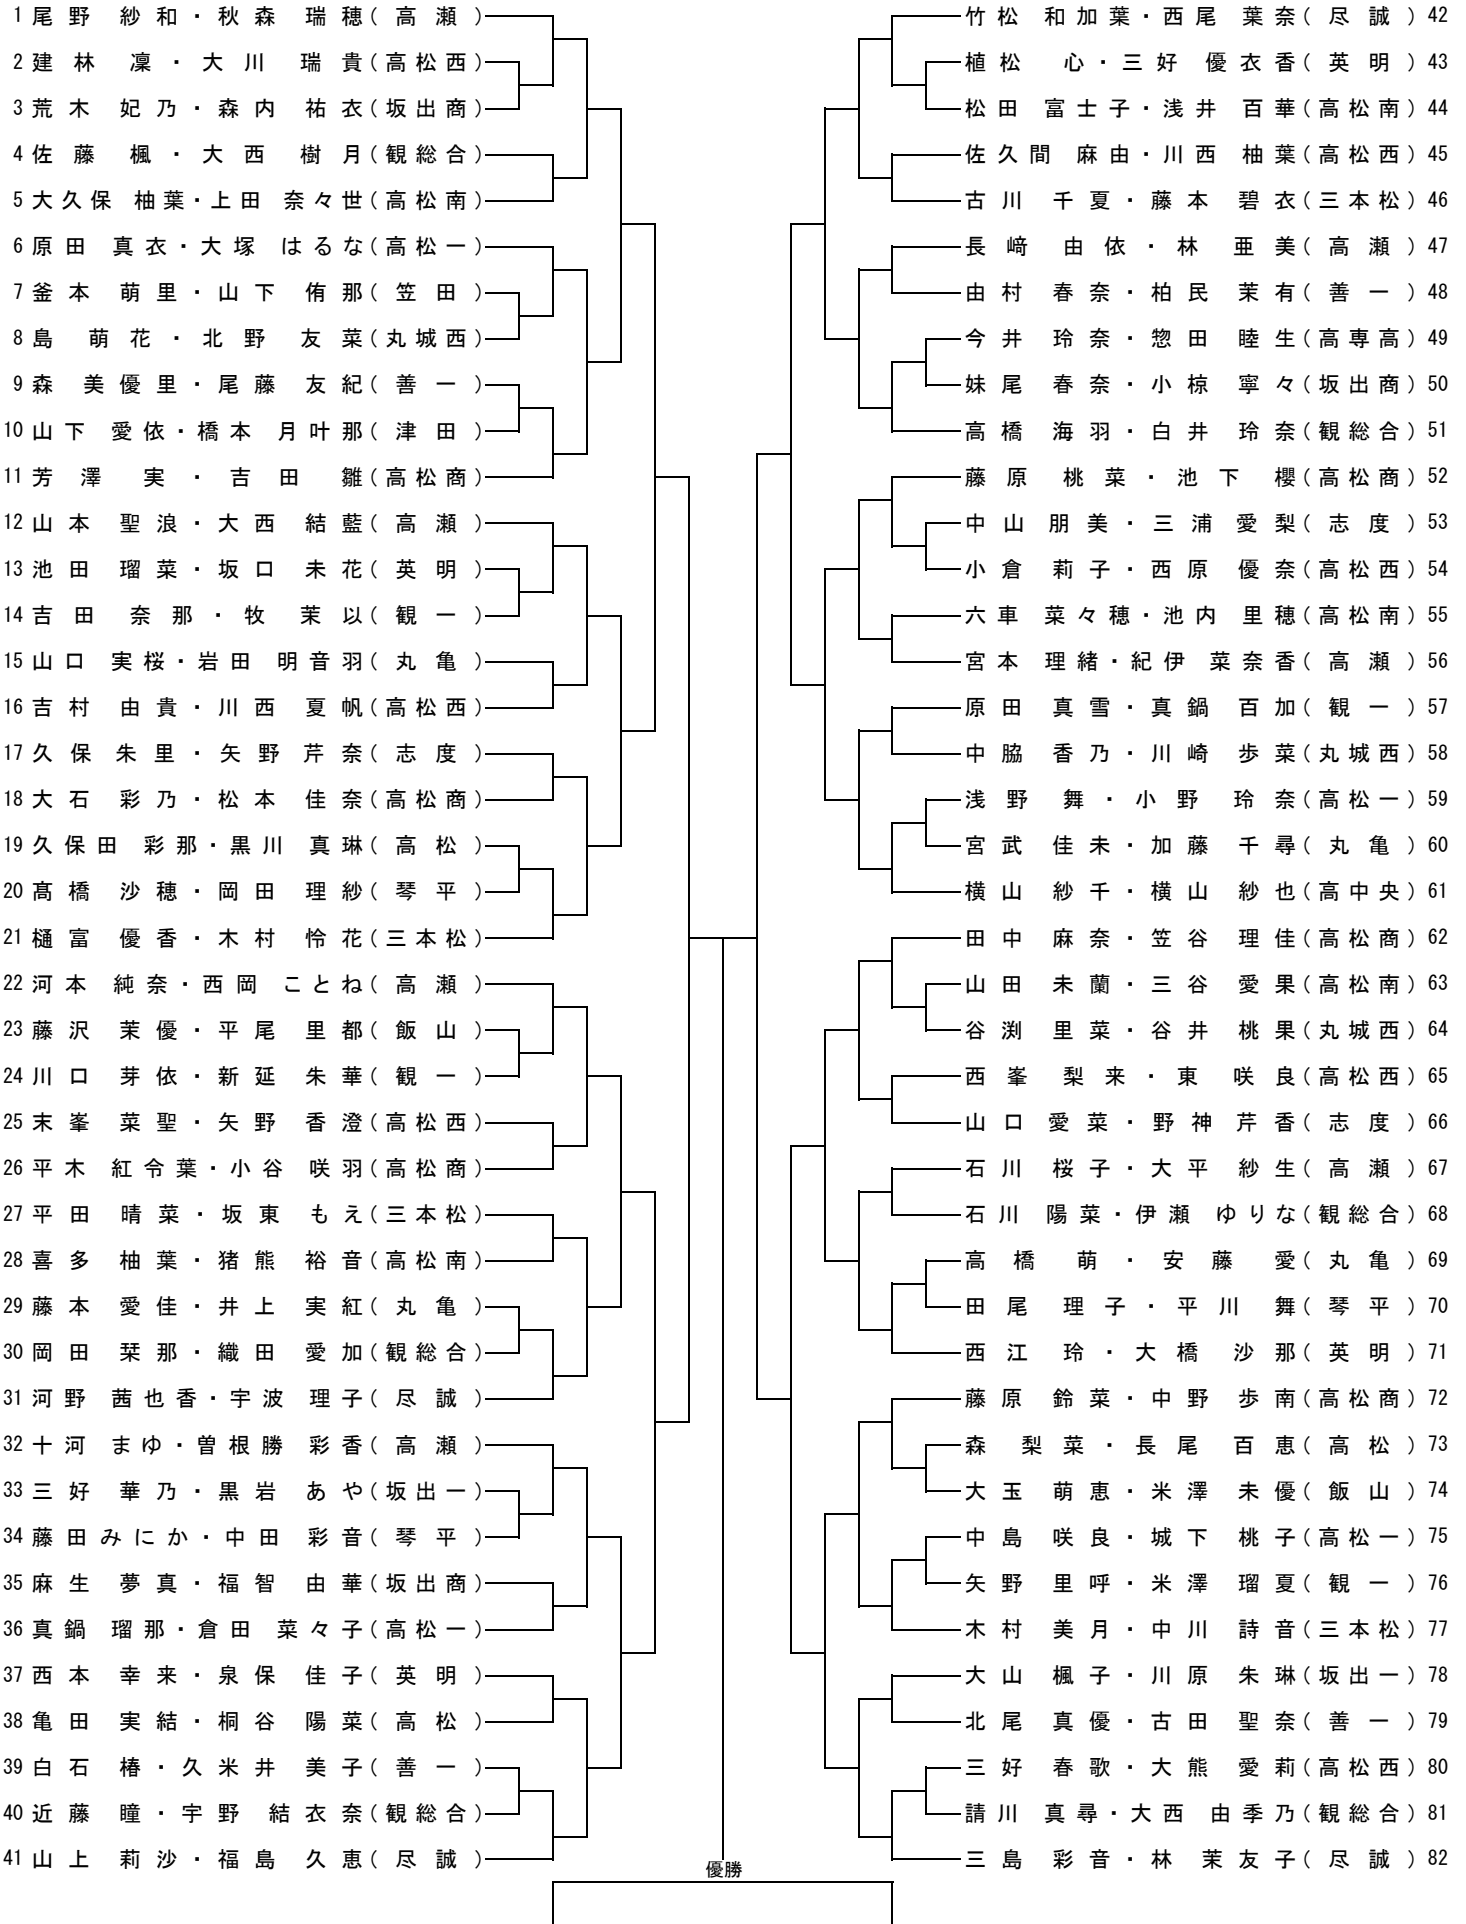 1 尾野 紗和・秋森 瑞穂(高瀬)
2 建林 凜・大川 瑞貴(高松西)
3 荒木 妃乃・森内 祐衣(坂出商)
4 佐藤 楓・大西 樹月(観総合)
5 大久保 柚葉・上田 奈々世(高松南)
6 原田 真衣・大塚 はるな(高松一)
7 釜本 萌里・山下 侑那(笠田)
8 島 萌花・北野 友菜(丸城西)
9 森 美優里・尾藤 友紀(善一)
10 山下 愛依・橋本 月叶那(津田)
11 芳澤 実・吉田 雛(高松商)
12 山本 聖浪・大西 結藍(高瀬)
13 池田 瑠菜・坂口 未花(英明)
14 吉田 奈那・牧 茉以(観一)
15 山口 実桜・岩田 明音羽(丸亀)
16 吉村 由貴・川西 夏帆(高松西)
17 久保 朱里・矢野 芹奈(志度)
18 大石 彩乃・松本 佳奈(高松商)
19 久保田 彩那・黒川 真琳(高松)
20 髙橋 沙穂・岡田 理紗(琴平)
21 樋富 優香・木村 怜花(三本松)
22 河本 純奈・西岡 ことね(高瀬)
23 藤沢 茉優・平尾 里都(飯山)
24 川口 芽依・新延 朱華(観一)
25 末峯 菜聖・矢野 香澄(高松西)
26 平木 紅令葉・小谷 咲羽(高松商)
27 平田 晴菜・坂東 もえ(三本松)
28 喜多 柚葉・猪熊 裕音(高松南)
29 藤本 愛佳・井上 実紅(丸亀)
30 岡田 栞那・織田 愛加(観総合)
31 河野 茜也香・宇波 理子(尽誠)
32 十河 まゆ・曽根勝 彩香(高瀬)
33 三好 華乃・黒岩 あや(坂出一)
34 藤田みにか・中田 彩音(琴平)
35 麻生 夢真・福智 由華(坂出商)
36 真鍋 瑠那・倉田 菜々子(高松一)
37 西本 幸来・泉保 佳子(英明)
38 亀田 実結・桐谷 陽菜(高松)
39 白石 椿・久米井 美子(善一)
40 近藤 瞳・宇野 結衣奈(観総合)
41 山上 莉沙・福島 久恵(尽誠)
竹松 和加葉・西尾 葉奈(尽誠) 42
植松 心・三好 優衣香(英明) 43
松田 富士子・浅井 百華(高松南) 44
佐久間 麻由・川西 柚葉(高松西) 45
古川 千夏・藤本 碧衣(三本松) 46
長﨑 由依・林 亜美(高瀬) 47
由村 春奈・柏民 茉有(善一) 48
今井 玲奈・惣田 睦生(高専高) 49
妹尾 春奈・小椋 寧々(坂出商) 50
高橋 海羽・白井 玲奈(観総合) 51
藤原 桃菜・池下 櫻(高松商) 52
中山 朋美・三浦 愛梨(志度) 53
小倉 莉子・西原 優奈(高松西) 54
六車 菜々穂・池内 里穂(高松南) 55
宮本 理緒・紀伊 菜奈香(高瀬) 56
原田 真雪・真鍋 百加(観一) 57
中脇 香乃・川崎 歩菜(丸城西) 58
浅野 舞・小野 玲奈(高松一) 59
宮武 佳未・加藤 千尋(丸亀) 60
横山 紗千・横山 紗也(高中央) 61
田中 麻奈・笠谷 理佳(高松商) 62
山田 未蘭・三谷 愛果(高松南) 63
谷渕 里菜・谷井 桃果(丸城西) 64
西峯 梨来・東 咲良(高松西) 65
山口 愛菜・野神 芹香(志度) 66
石川 桜子・大平 紗生(高瀬) 67
石川 陽菜・伊瀬 ゆりな(観総合) 68
高橋 萌・安藤 愛(丸亀) 69
田尾 理子・平川 舞(琴平) 70
西江 玲・大橋 沙那(英明) 71
藤原 鈴菜・中野 歩南(高松商) 72
森 梨菜・長尾 百恵(高松) 73
大玉 萌恵・米澤 未優(飯山) 74
中島 咲良・城下 桃子(高松一) 75
矢野 里呼・米澤 瑠夏(観一) 76
木村 美月・中川 詩音(三本松) 77
大山 楓子・川原 朱琳(坂出一) 78
北尾 真優・古田 聖奈(善一) 79
三好 春歌・大熊 愛莉(高松西) 80
請川 真尋・大西 由季乃(観総合) 81
三島 彩音・林 茉友子(尽誠) 82
優勝